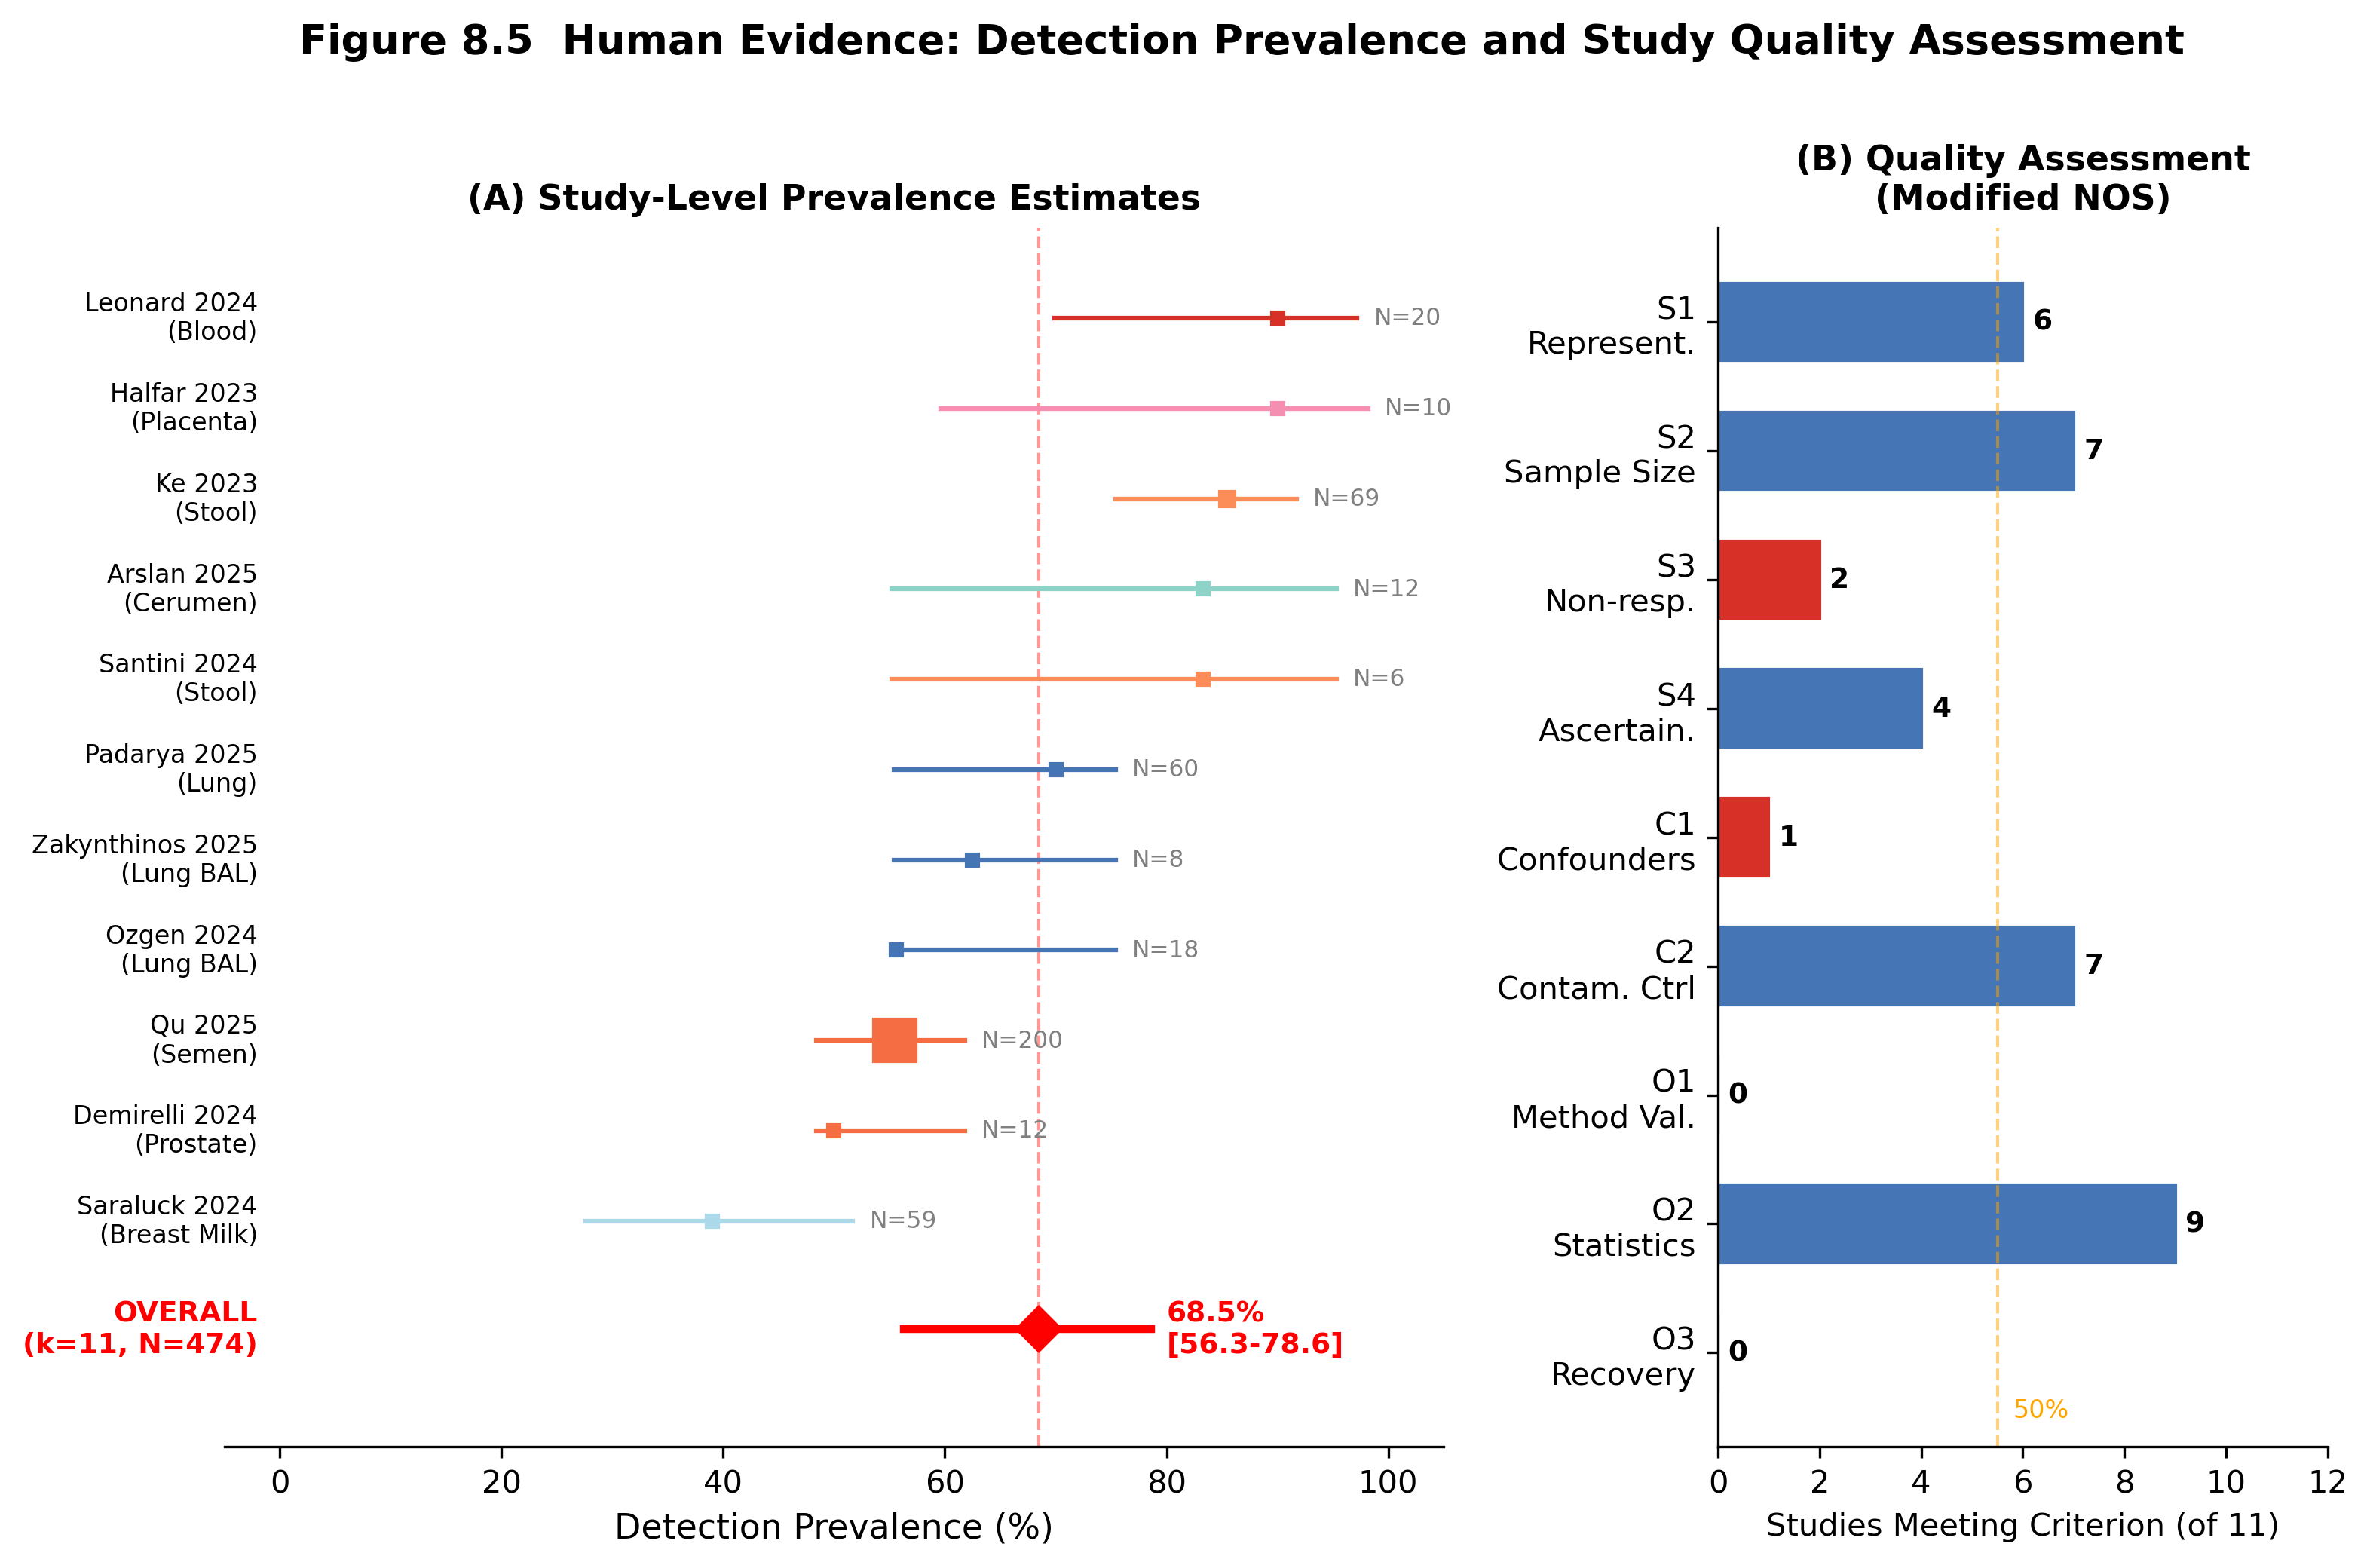 Figure 8.5  Human Evidence: Detection Prevalence and Study Quality Assessment
(A) Study-Level Prevalence Estimates
Leonard 2024
(Blood)
N=20
Halfar 2023
(Placenta)
N=10
Ke 2023
(Stool)
N=69
Arslan 2025
(Cerumen)
N=12
Santini 2024
(Stool)
N=6
Padarya 2025
(Lung)
N=60
Zakynthinos 2025
(Lung BAL)
N=8
Ozgen 2024
(Lung BAL)
N=18
Qu 2025
(Semen)
N=200
Demirelli 2024
(Prostate)
N=12
Saraluck 2024
(Breast Milk)
N=59
OVERALL
(k=11, N=474)
68.5%
[56.3-78.6]
0 20 40 60 80 100
Detection Prevalence (%)
(B) Quality Assessment
(Modified NOS)
S1
Represent.
6
S2
Sample Size
7
S3
Non-resp.
2
S4
Ascertain.
4
C1
Confounders
1
C2
Contam. Ctrl
7
O1
Method Val.
0
O2
Statistics
9
O3
Recovery
0
50%
0 2 4 6 8 10 12
Studies Meeting Criterion (of 11)